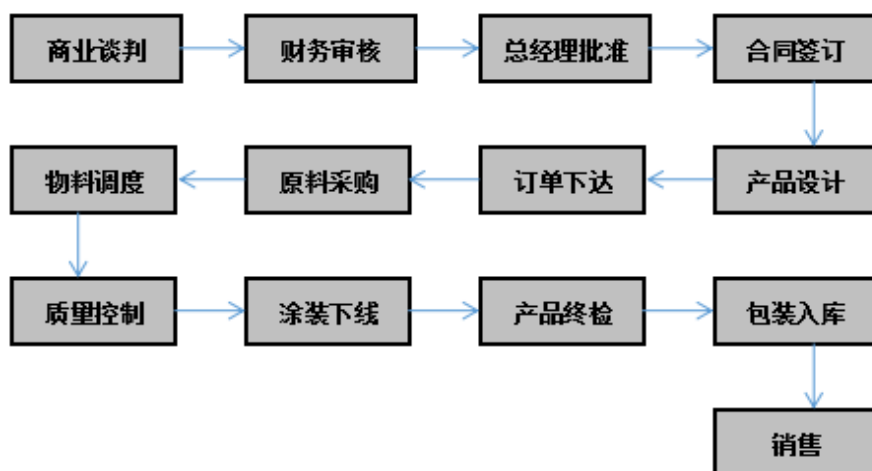 商业谈判 财务审核 总经理批准 合同签订
物料调度 原料采购 订单下达 产品设计
质量控制 涂装下线 产品终检 包装入库
销售